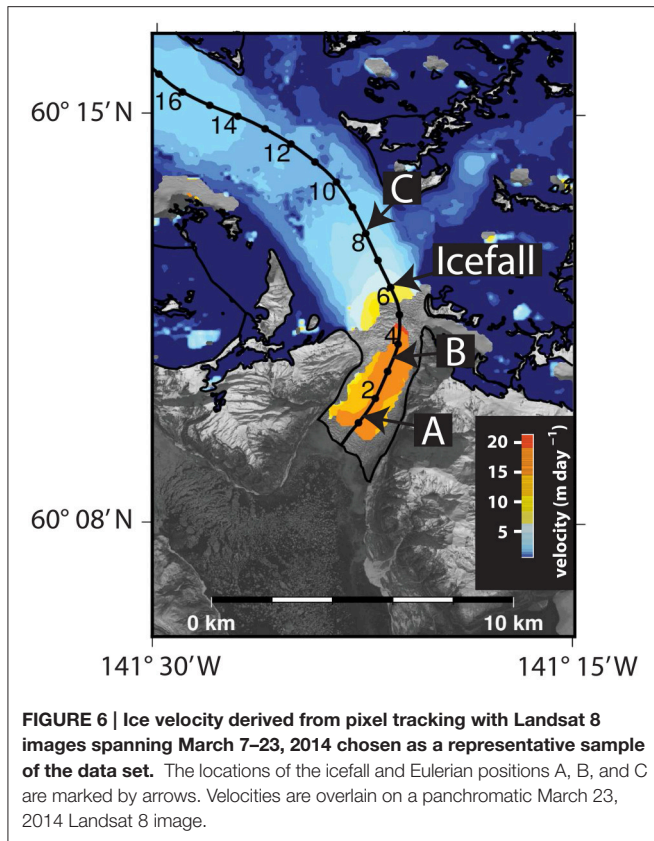 60° 15′ N
16
14
12
10
C
8
Icefall
6
4
B
2
A
20
15
10
5
velocity (m day ⁻¹)
60° 08′ N
0 km
10 km
141° 30′ W
141° 15′ W
FIGURE 6 | Ice velocity derived from pixel tracking with Landsat 8
images spanning March 7–23, 2014 chosen as a representative sample
of the data set. The locations of the icefall and Eulerian positions A, B, and C
are marked by arrows. Velocities are overlain on a panchromatic March 23,
2014 Landsat 8 image.